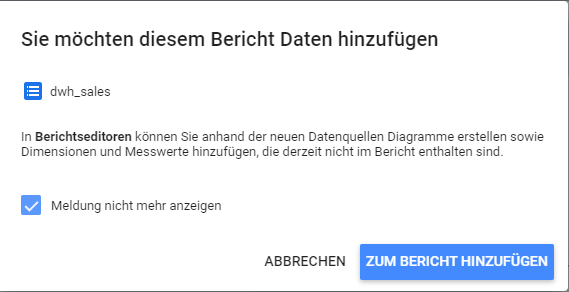 Sie möchten diesem Bericht Daten hinzufügen
dwh_sales
In Berichtseditoren können Sie anhand der neuen Datenquellen Diagramme erstellen sowie
Dimensionen und Messwerte hinzufügen, die derzeit nicht im Bericht enthalten sind.
Meldung nicht mehr anzeigen
ABBRECHEN ZUM BERICHT HINZUFÜGEN